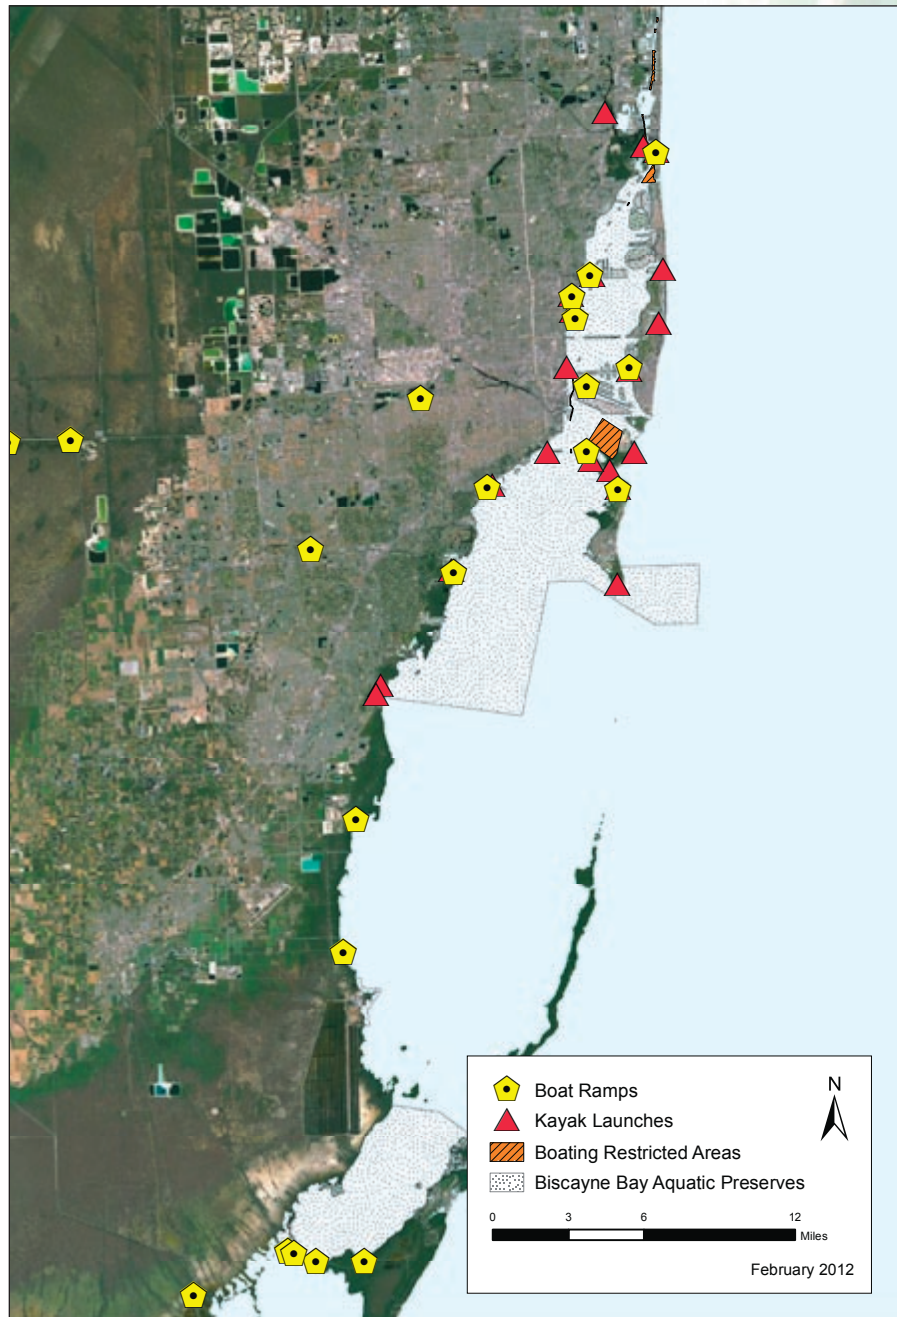 Boat Ramps
N
Kayak Launches
Boating Restricted Areas
Biscayne Bay Aquatic Preserves
0 3 6 12
Miles
February 2012